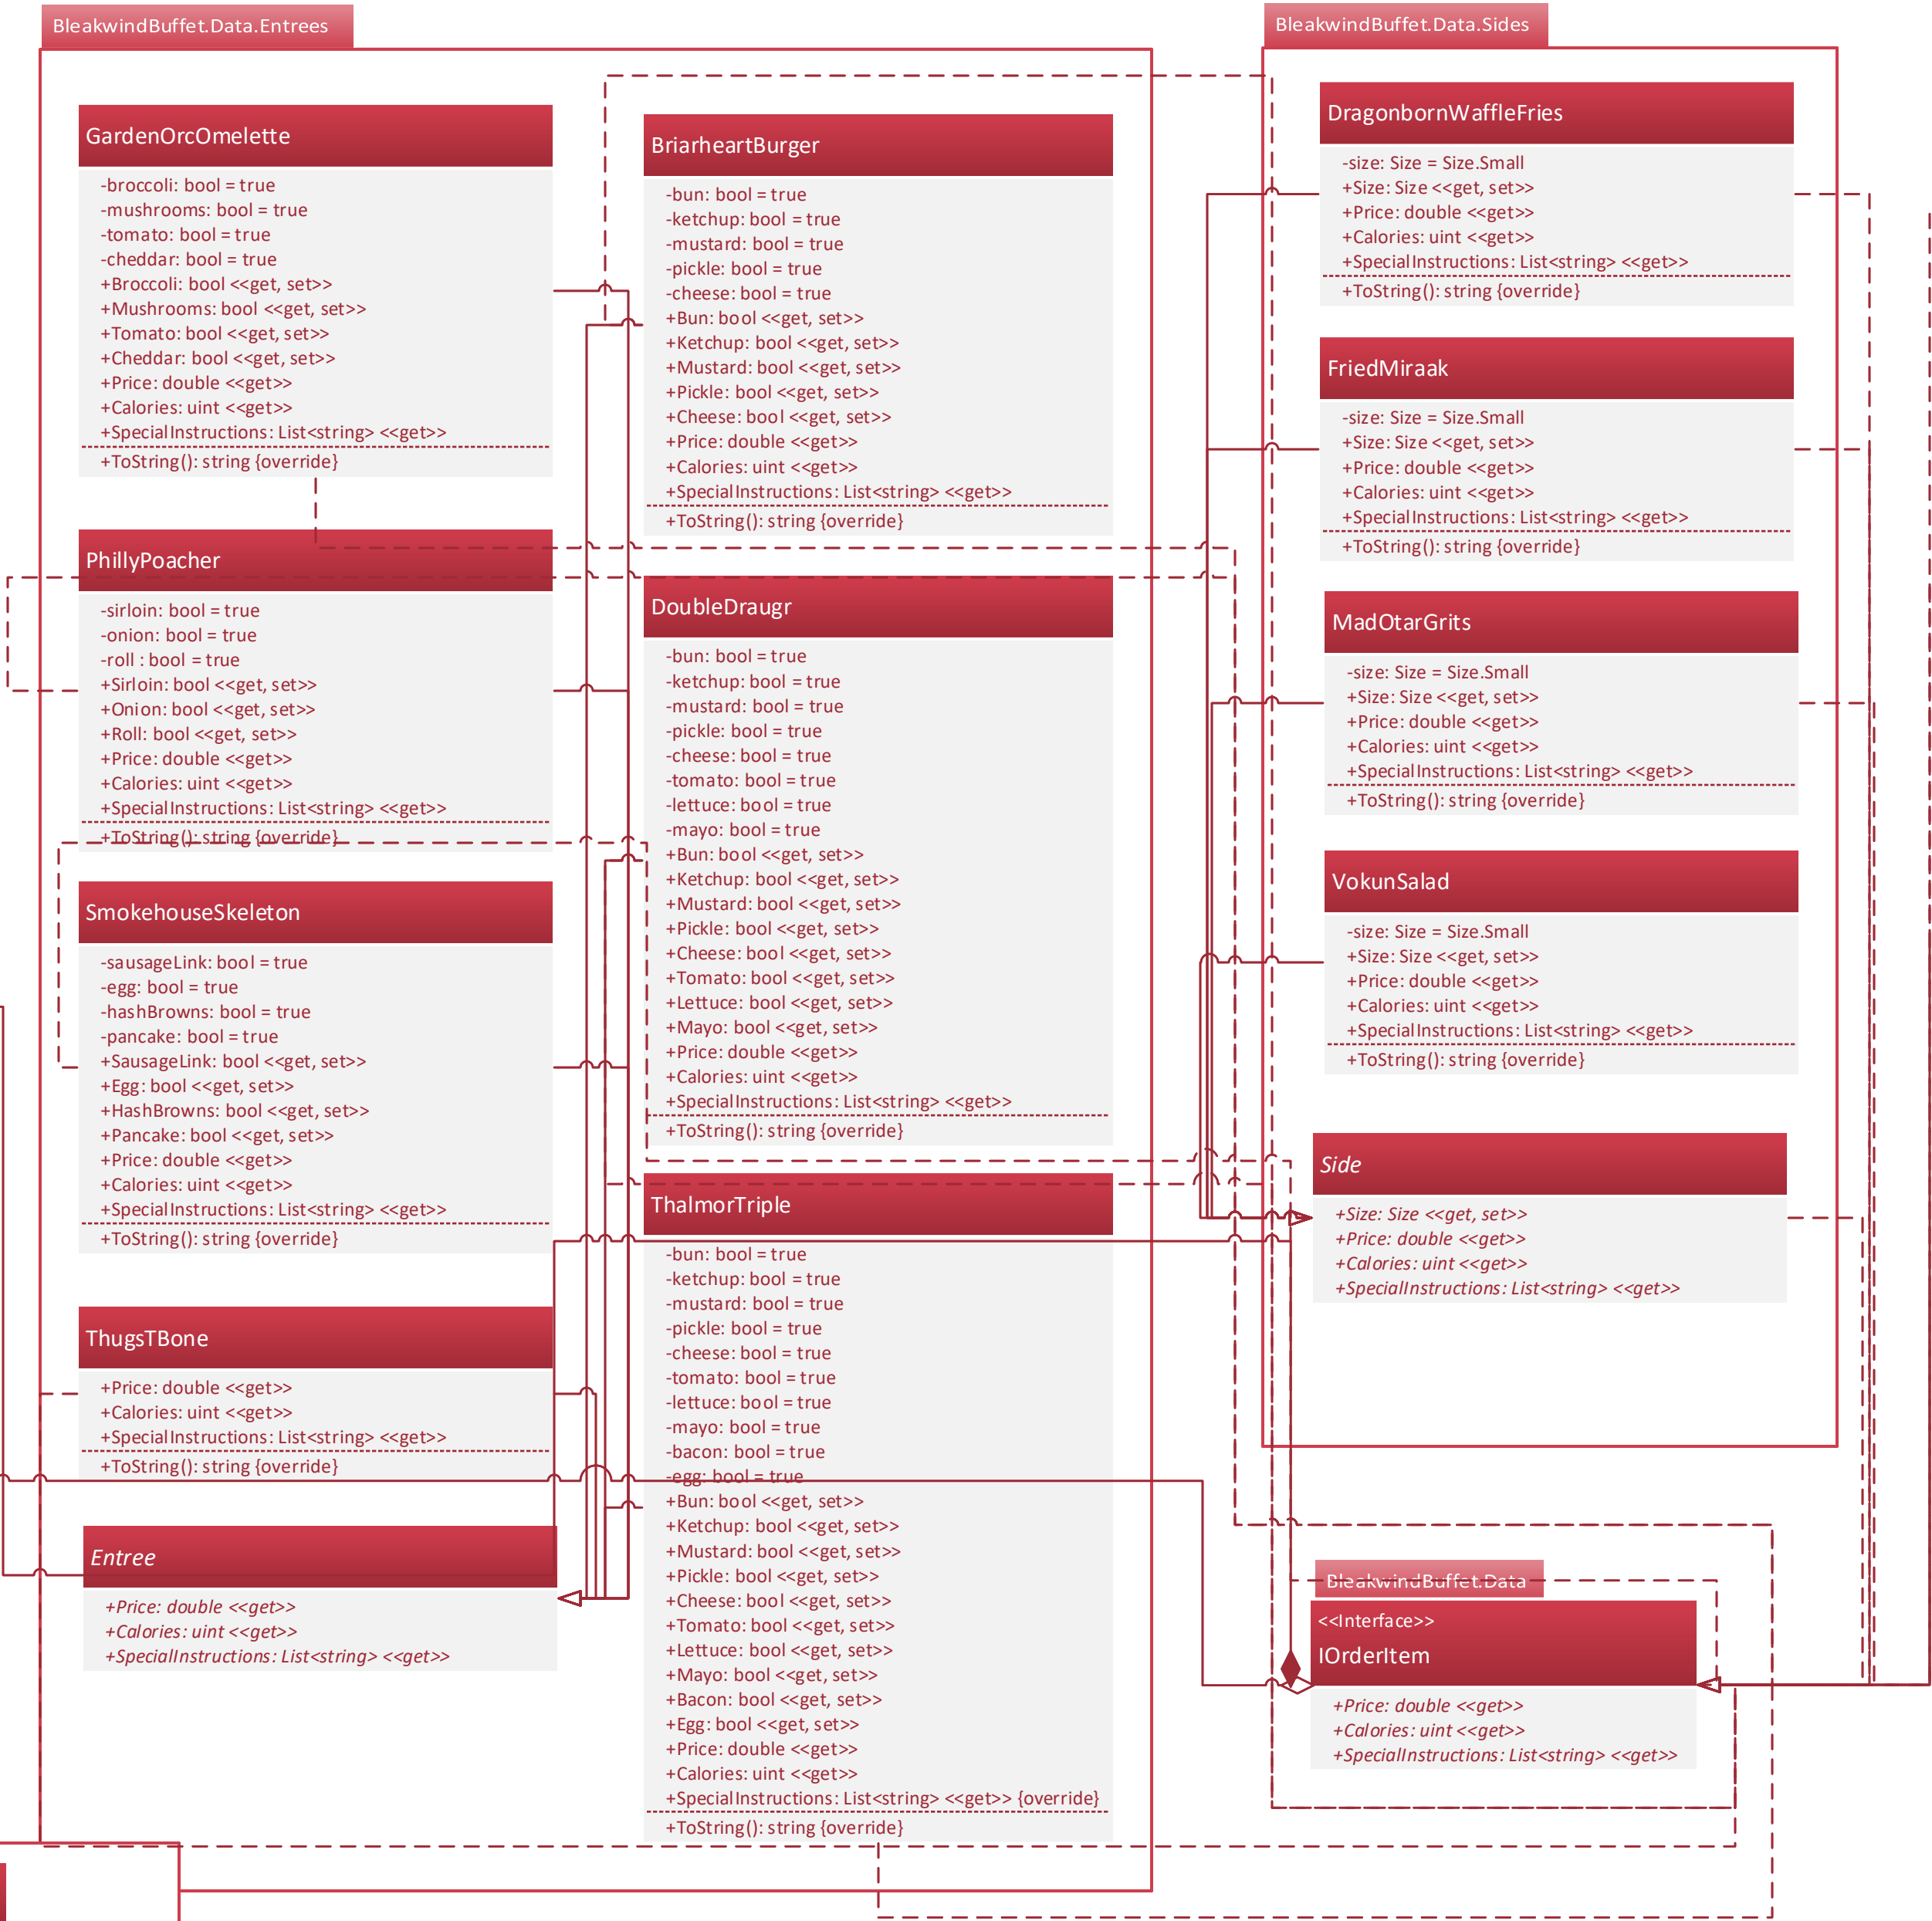 BleakwindBuffet.Data.Entrees
GardenOrcOmelette
-broccoli: bool = true
-mushrooms: bool = true
-tomato: bool = true
-cheddar: bool = true
+Broccoli: bool <<get, set>>
+Mushrooms: bool <<get, set>>
+Tomato: bool <<get, set>>
+Cheddar: bool <<get, set>>
+Price: double <<get>>
+Calories: uint <<get>>
+SpecialInstructions: List<string> <<get>>
+ToString(): string {override}
PhillyPoacher
-sirloin: bool = true
-onion: bool = true
-roll : bool = true
+Sirloin: bool <<get, set>>
+Onion: bool <<get, set>>
+Roll: bool <<get, set>>
+Price: double <<get>>
+Calories: uint <<get>>
+SpecialInstructions: List<string> <<get>>
+ToString(): string {override}
SmokehouseSkeleton
-sausageLink: bool = true
-egg: bool = true
-hashBrowns: bool = true
-pancake: bool = true
+SausageLink: bool <<get, set>>
+Egg: bool <<get, set>>
+HashBrowns: bool <<get, set>>
+Pancake: bool <<get, set>>
+Price: double <<get>>
+Calories: uint <<get>>
+SpecialInstructions: List<string> <<get>>
+ToString(): string {override}
ThugsTBone
+Price: double <<get>>
+Calories: uint <<get>>
+SpecialInstructions: List<string> <<get>>
+ToString(): string {override}
Entree
+Price: double <<get>>
+Calories: uint <<get>>
+SpecialInstructions: List<string> <<get>>
BriarheartBurger
-bun: bool = true
-ketchup: bool = true
-mustard: bool = true
-pickle: bool = true
-cheese: bool = true
+Bun: bool <<get, set>>
+Ketchup: bool <<get, set>>
+Mustard: bool <<get, set>>
+Pickle: bool <<get, set>>
+Cheese: bool <<get, set>>
+Price: double <<get>>
+Calories: uint <<get>>
+SpecialInstructions: List<string> <<get>>
+ToString(): string {override}
DoubleDraugr
-bun: bool = true
-ketchup: bool = true
-mustard: bool = true
-pickle: bool = true
-cheese: bool = true
-tomato: bool = true
-lettuce: bool = true
-mayo: bool = true
+Bun: bool <<get, set>>
+Ketchup: bool <<get, set>>
+Mustard: bool <<get, set>>
+Pickle: bool <<get, set>>
+Cheese: bool <<get, set>>
+Tomato: bool <<get, set>>
+Lettuce: bool <<get, set>>
+Mayo: bool <<get, set>>
+Price: double <<get>>
+Calories: uint <<get>>
+SpecialInstructions: List<string> <<get>>
+ToString(): string {override}
ThalmorTriple
-bun: bool = true
-ketchup: bool = true
-mustard: bool = true
-pickle: bool = true
-cheese: bool = true
-tomato: bool = true
-lettuce: bool = true
-mayo: bool = true
-bacon: bool = true
-egg: bool = true
+Bun: bool <<get, set>>
+Ketchup: bool <<get, set>>
+Mustard: bool <<get, set>>
+Pickle: bool <<get, set>>
+Cheese: bool <<get, set>>
+Tomato: bool <<get, set>>
+Lettuce: bool <<get, set>>
+Mayo: bool <<get, set>>
+Bacon: bool <<get, set>>
+Egg: bool <<get, set>>
+Price: double <<get>>
+Calories: uint <<get>>
+SpecialInstructions: List<string> <<get>> {override}
+ToString(): string {override}
BleakwindBuffet.Data.Sides
DragonbornWaffleFries
-size: Size = Size.Small
+Size: Size <<get, set>>
+Price: double <<get>>
+Calories: uint <<get>>
+SpecialInstructions: List<string> <<get>>
+ToString(): string {override}
FriedMiraak
-size: Size = Size.Small
+Size: Size <<get, set>>
+Price: double <<get>>
+Calories: uint <<get>>
+SpecialInstructions: List<string> <<get>>
+ToString(): string {override}
MadOtarGrits
-size: Size = Size.Small
+Size: Size <<get, set>>
+Price: double <<get>>
+Calories: uint <<get>>
+SpecialInstructions: List<string> <<get>>
+ToString(): string {override}
VokunSalad
-size: Size = Size.Small
+Size: Size <<get, set>>
+Price: double <<get>>
+Calories: uint <<get>>
+SpecialInstructions: List<string> <<get>>
+ToString(): string {override}
Side
+Size: Size <<get, set>>
+Price: double <<get>>
+Calories: uint <<get>>
+SpecialInstructions: List<string> <<get>>
BleakwindBuffet.Data
<<Interface>>
IOrderItem
+Price: double <<get>>
+Calories: uint <<get>>
+SpecialInstructions: List<string> <<get>>